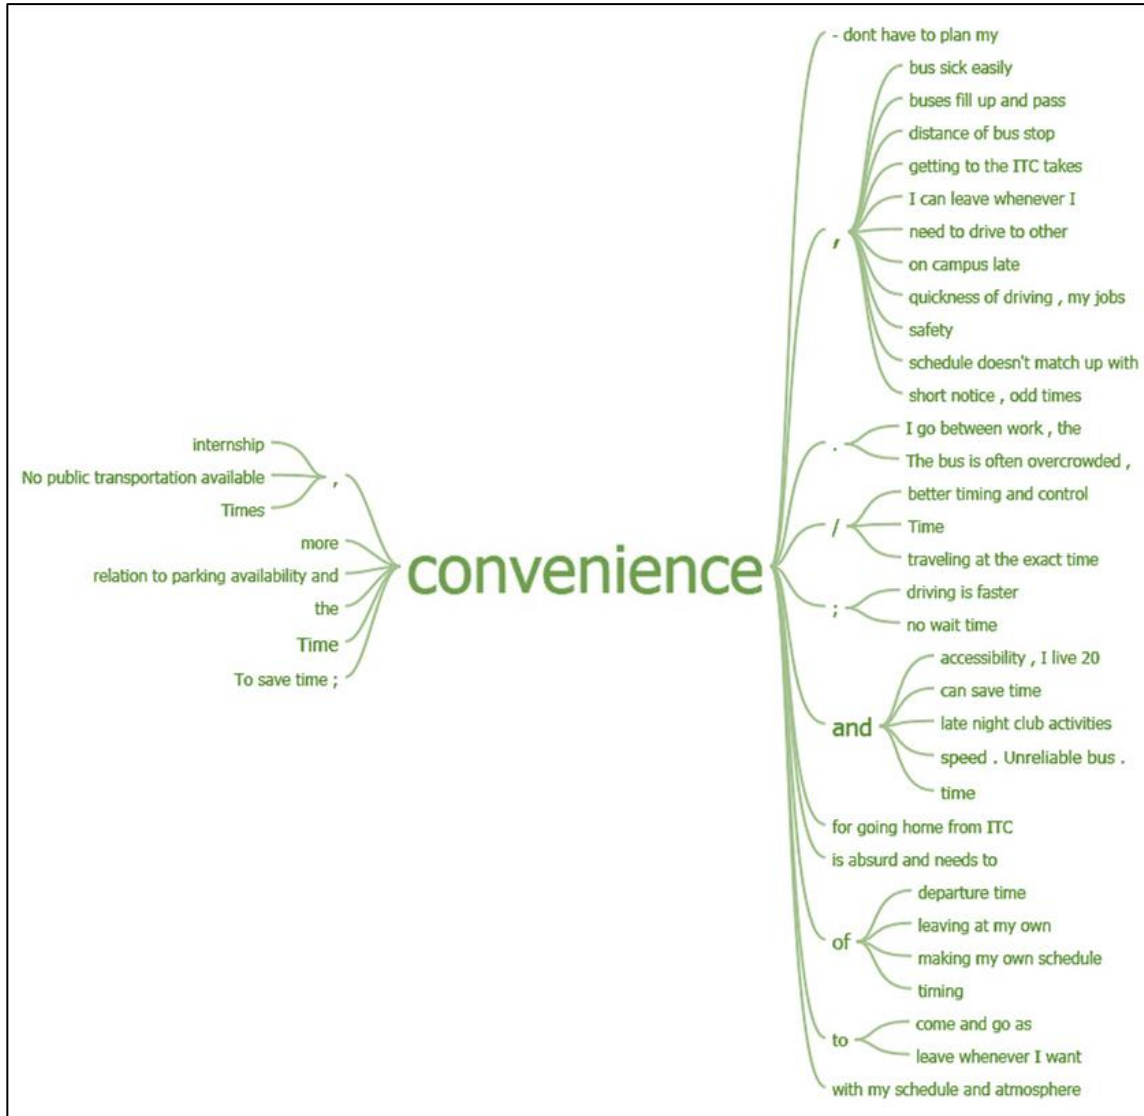 internship
No public transportation available
Times
,
more
relation to parking availability and
the
Time
To save time ;
convenience
- dont have to plan my
,
bus sick easily
buses fill up and pass
distance of bus stop
getting to the ITC takes
I can leave whenever I
need to drive to other
on campus late
quickness of driving , my jobs
safety
schedule doesn't match up with
short notice , odd times
.
I go between work , the
The bus is often overcrowded ,
/
better timing and control
Time
traveling at the exact time
;
driving is faster
no wait time
and
accessibility , I live 20
can save time
late night club activities
speed . Unreliable bus .
time
for going home from ITC
is absurd and needs to
of
departure time
leaving at my own
making my own schedule
timing
to
come and go as
leave whenever I want
with my schedule and atmosphere